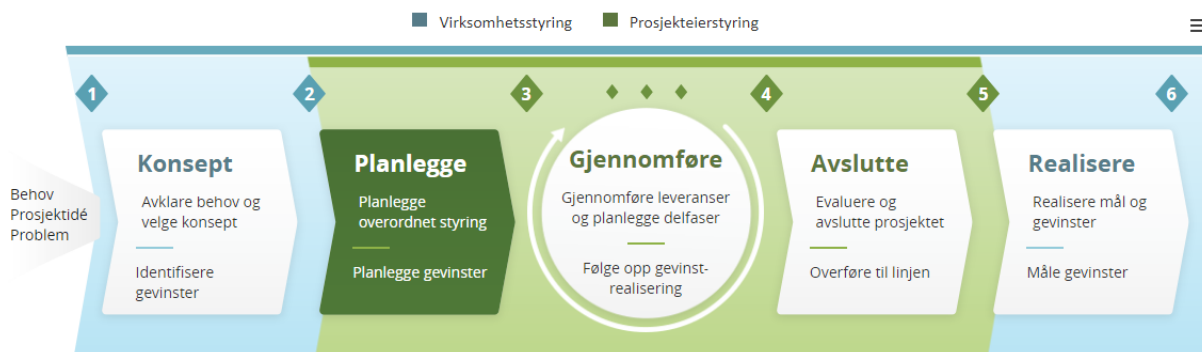 Virksomhetsstyring
Prosjekteierstyring
1
2
3
4
5
6
Behov
Prosjektidé
Problem
Konsept
Avklare behov og
velge konsept
Identifisere
gevinster
Planlegge
Planlegge
overordnet styring
Planlegge gevinster
Gjennomføre
Gjennomføre leveranser
og planlegge delfaser
Følge opp gevinst-
realisering
Avslutte
Evaluere og
avslutte prosjektet
Overføre til linjen
Realisere
Realisere mål og
gevinster
Måle gevinster